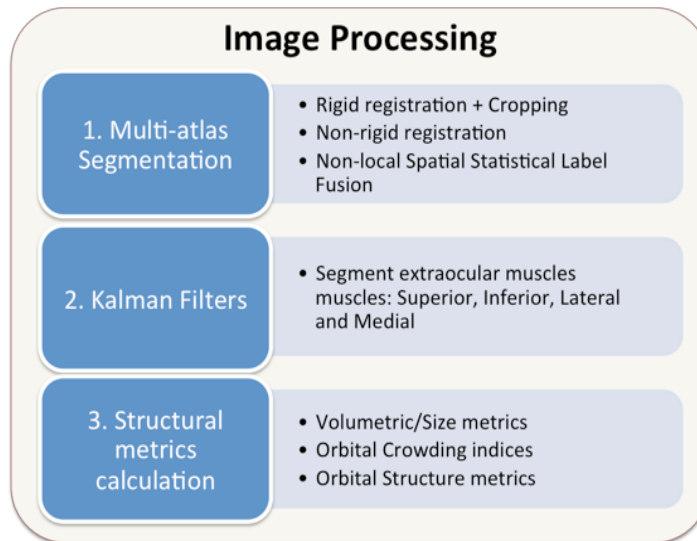 Image Processing
1. Multi-atlas
Segmentation
• Rigid registration + Cropping
• Non-rigid registration
• Non-local Spatial Statistical Label
Fusion
2. Kalman Filters
• Segment extraocular muscles
muscles: Superior, Inferior, Lateral
and Medial
3. Structural
metrics
calculation
• Volumetric/Size metrics
• Orbital Crowding indices
• Orbital Structure metrics